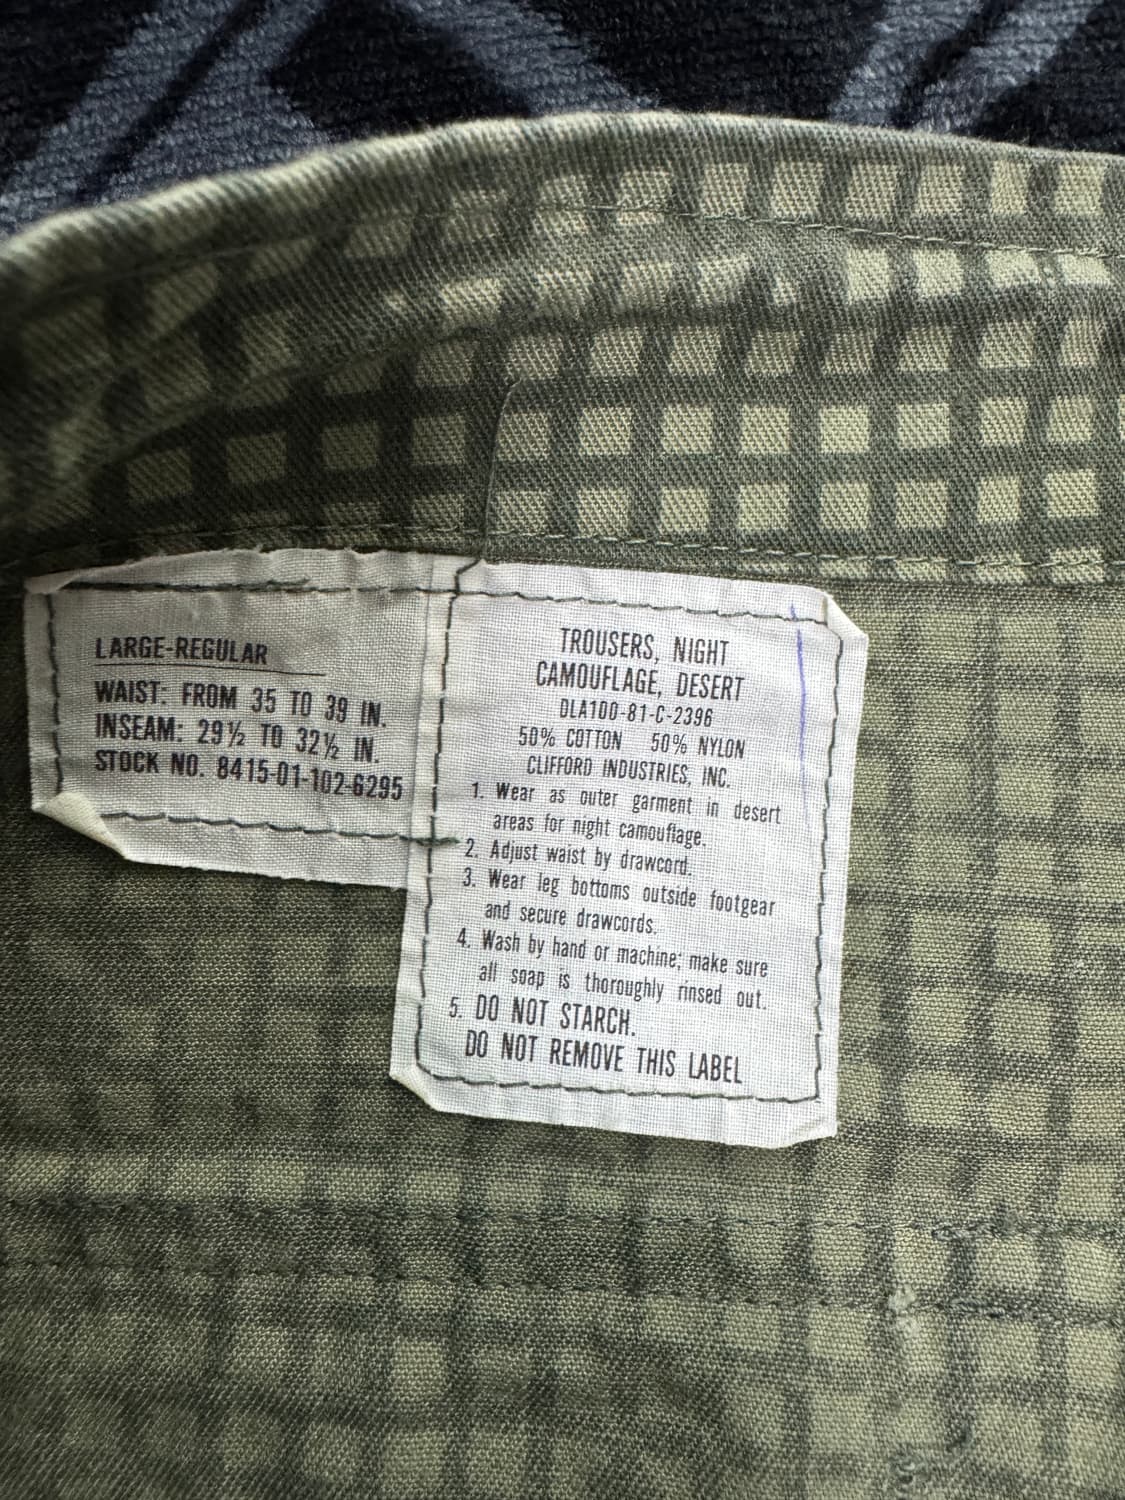 LARGE-REGULAR
WAIST: FROM 35 TO 39 IN.
INSEAM: 29½ TO 32½ IN.
STOCK NO. 8415-01-102-6295
TROUSERS, NIGHT
CAMOUFLAGE, DESERT
DLA100-81-C-2396
50% COTTON 50% NYLON
CLIFFORD INDUSTRIES, INC.
1. Wear as outer garment in desert
areas for night camouflage.
2. Adjust waist by drawcord.
3. Wear leg bottoms outside footgear
and secure drawcords.
4. Wash by hand or machine; make sure
all soap is thoroughly rinsed out.
5. DO NOT STARCH.
DO NOT REMOVE THIS LABEL